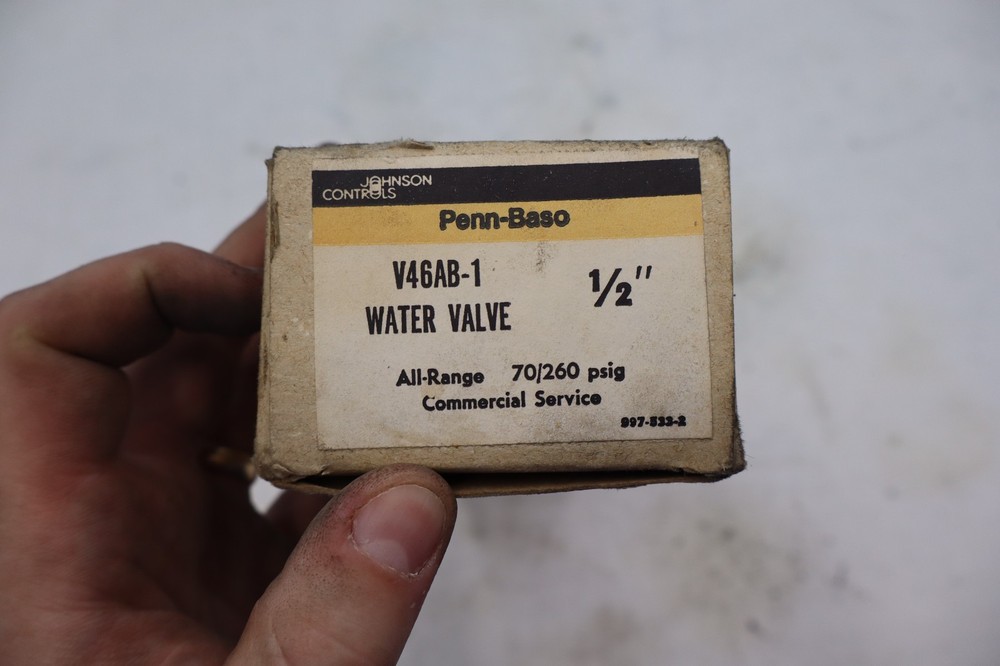 JOHNSON
CONTROLS
Penn-Baso
V46AB-1
WATER VALVE
½"
All-Range 70/260 psig
Commercial Service
997-533-2